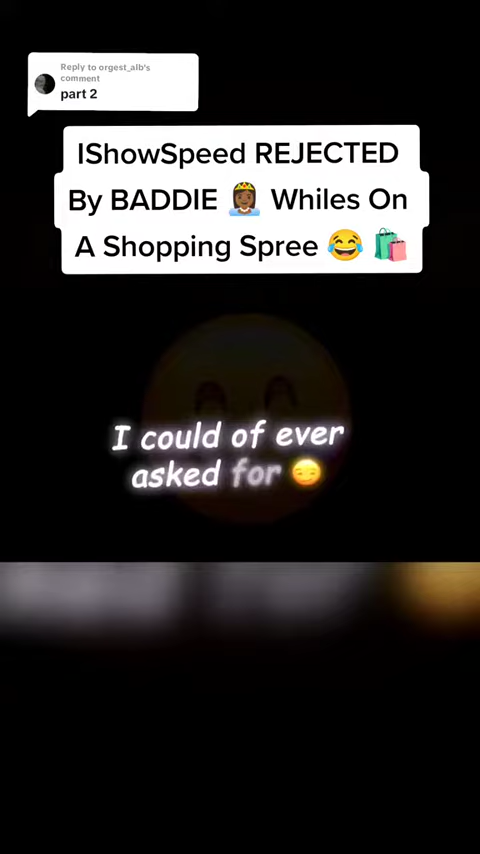 Reply to orgest_alb's
comment
part 2
IShowSpeed REJECTED
By BADDIE 👸🏾 Whiles On
A Shopping Spree 😂 🛍️
I could of ever
asked for 😏